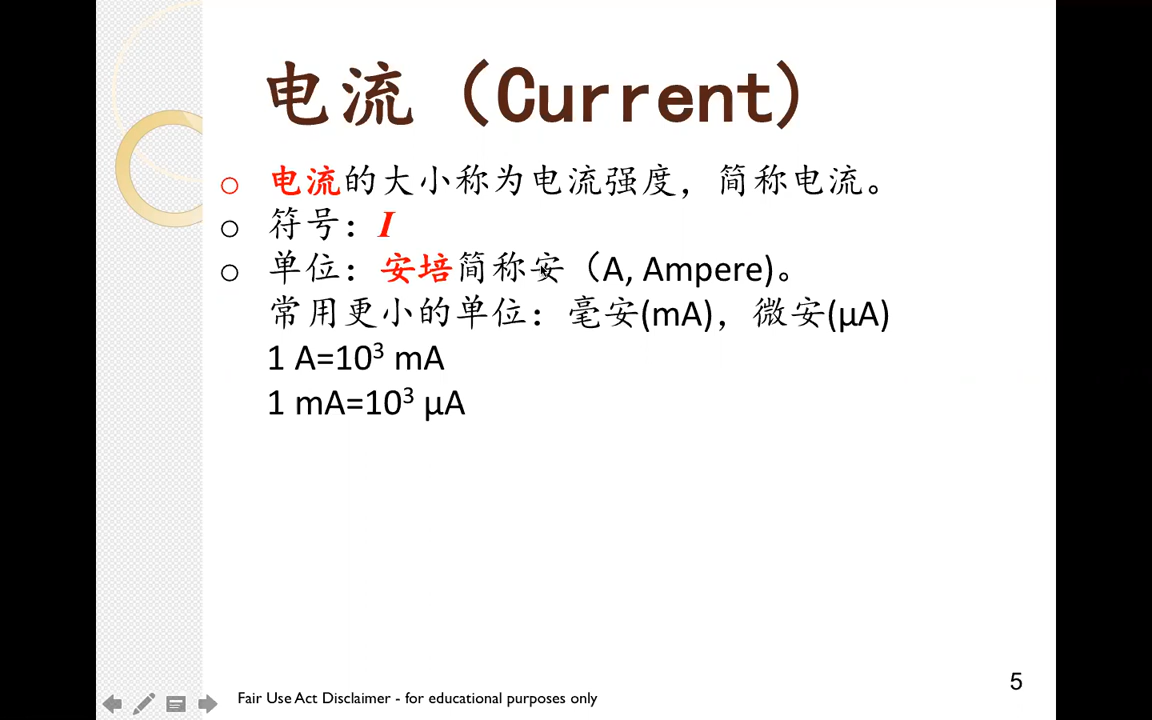 电流（Current）
电流的大小称为电流强度，简称电流。
符号：I
单位：安培简称安（A, Ampere)。
常用更小的单位：毫安(mA)，微安(µA)
1 A=10³ mA
1 mA=10³ µA
Fair Use Act Disclaimer - for educational purposes only
5